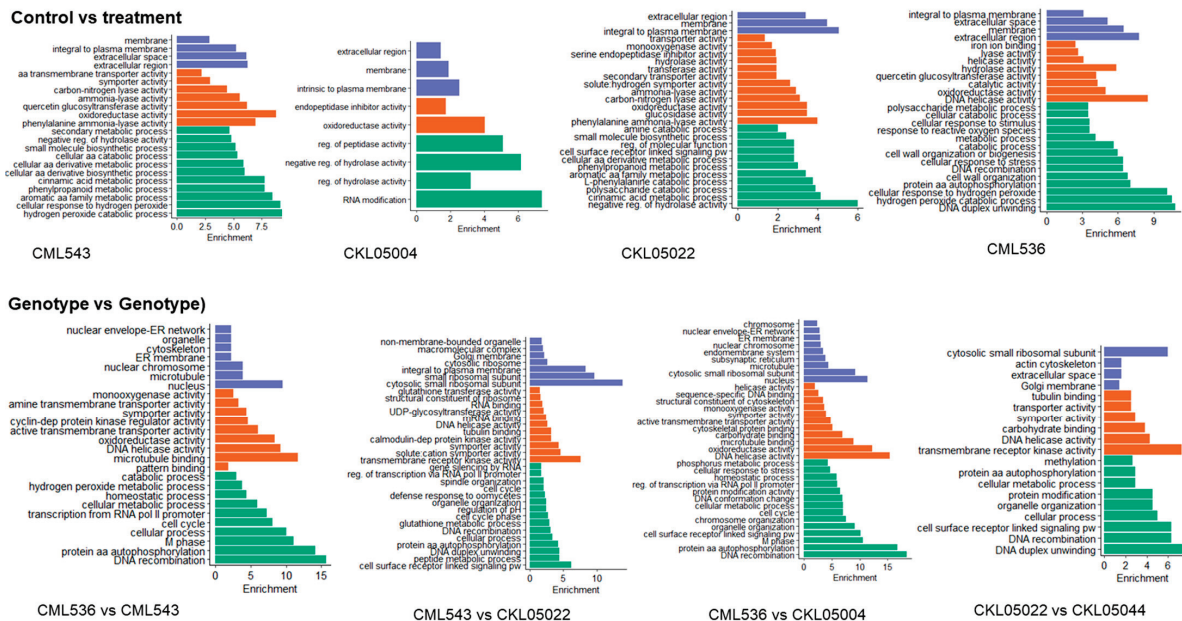 Control vs treatment
membrane
integral to plasma membrane
extracellular space
extracellular region
aa transmembrane transporter activity
symporter activity
carbon-nitrogen lyase activity
ammonia-lyase activity
quercetin glucosyltransferase activity
oxidoreductase activity
phenylalanine ammonia-lyase activity
secondary metabolic process
negative reg. of hydrolase activity
small molecule biosynthetic process
cellular aa catabolic process
cellular aa derivative metabolic process
cellular aa derivative biosynthetic process
cinnamic acid metabolic process
phenylpropanoid metabolic process
aromatic aa family metabolic process
cellular response to hydrogen peroxide
hydrogen peroxide catabolic process
0.0 2.5 5.0 7.5
Enrichment
CML543
extracellular region
membrane
intrinsic to plasma membrane
endopeptidase inhibitor activity
oxidoreductase activity
reg. of peptidase activity
negative reg. of hydrolase activity
reg. of hydrolase activity
RNA modification
0 2 4 6
Enrichment
CKL05004
extracellular region
membrane
integral to plasma membrane
transporter activity
monooxygenase activity
serine endopeptidase inhibitor activity
hydrolase activity
transferase activity
secondary transporter activity
solute:hydrogen symporter activity
ammonia-lyase activity
carbon-nitrogen lyase activity
oxidoreductase activity
glucosidase activity
phenylalanine ammonia-lyase activity
amine catabolic process
small molecule biosynthetic process
reg. of molecular function
cell surface receptor linked signaling pw
cellular aa derivative metabolic process
phenylpropanoid metabolic process
aromatic aa family metabolic process
L-phenylalanine catabolic process
polysaccharide catabolic process
cinnamic acid metabolic process
negative reg. of hydrolase activity
0 2 4 6
Enrichment
CKL05022
integral to plasma membrane
extracellular space
membrane
extracellular region
iron ion binding
lyase activity
helicase activity
hydrolase activity
quercetin glucosyltransferase activity
catalytic activity
oxidoreductase activity
DNA helicase activity
polysaccharide metabolic process
cellular catabolic process
cellular response to stimulus
response to reactive oxygen species
metabolic process
catabolic process
cell wall organization or biogenesis
cellular response to stress
DNA recombination
cell wall organization
protein aa autophosphorylation
cellular response to hydrogen peroxide
hydrogen peroxide catabolic process
DNA duplex unwinding
0 3 6 9
Enrichment
CML536
Genotype vs Genotype)
nuclear envelope-ER network
organelle
cytoskeleton
ER membrane
nuclear chromosome
microtubule
nucleus
monooxygenase activity
amine transmembrane transporter activity
symporter activity
cyclin-dep protein kinase regulator activity
active transmembrane transporter activity
oxidoreductase activity
DNA helicase activity
microtubule binding
pattern binding
catabolic process
hydrogen peroxide metabolic process
homeostatic process
cellular metabolic process
transcription from RNA pol II promoter
cell cycle
cellular process
M phase
protein aa autophosphorylation
DNA recombination
0 5 10 15
Enrichment
CML536 vs CML543
non-membrane-bounded organelle
macromolecular complex
Golgi membrane
cytosolic ribosome
integral to plasma membrane
small ribosomal subunit
cytosolic small ribosomal subunit
glutathione transferase activity
structural constituent of ribosome
RNA binding
UDP-glycosyltransferase activity
mRNA binding
DNA helicase activity
tubulin binding
calmodulin-dep protein kinase activity
symporter activity
solute:cation symporter activity
transmembrane receptor kinase activity
gene silencing by RNA
reg. of transcription via RNA pol II promoter
spindle organization
cell cycle
defense response to oomycetes
organelle organization
regulation of pH
cell cycle phase
glutathione metabolic process
DNA recombination
cellular process
protein aa autophosphorylation
DNA duplex unwinding
peptide metabolic process
cell surface receptor linked signaling pw
0 5 10
Enrichment
CML543 vs CKL05022
chromosome
nuclear envelope-ER network
ER membrane
nuclear chromosome
endomembrane system
subsynaptic reticulum
microtubule
cytosolic small ribosomal subunit
nucleus
helicase activity
sequence-specific DNA binding
structural constituent of cytoskeleton
monooxygenase activity
symporter activity
active transmembrane transporter activity
cytoskeletal protein binding
carbohydrate binding
microtubule binding
oxidoreductase activity
DNA helicase activity
phosphorus metabolic process
cellular response to stress
homeostatic process
reg. of transcription via RNA pol II promoter
protein modification activity
DNA conformation change
cellular metabolic process
cell cycle
chromosome organization
organelle organization
cell surface receptor linked signaling pw
M phase
protein aa autophosphorylation
DNA recombination
0 5 10 15
Enrichment
CML536 vs CKL05004
cytosolic small ribosomal subunit
actin cytoskeleton
extracellular space
Golgi membrane
tubulin binding
transporter activity
symporter activity
carbohydrate binding
DNA helicase activity
transmembrane receptor kinase activity
methylation
protein aa autophosphorylation
cellular metabolic process
protein modification
organelle organization
cellular process
cell surface receptor linked signaling pw
DNA recombination
DNA duplex unwinding
0 2 4 6
Enrichment
CKL05022 vs CKL05044